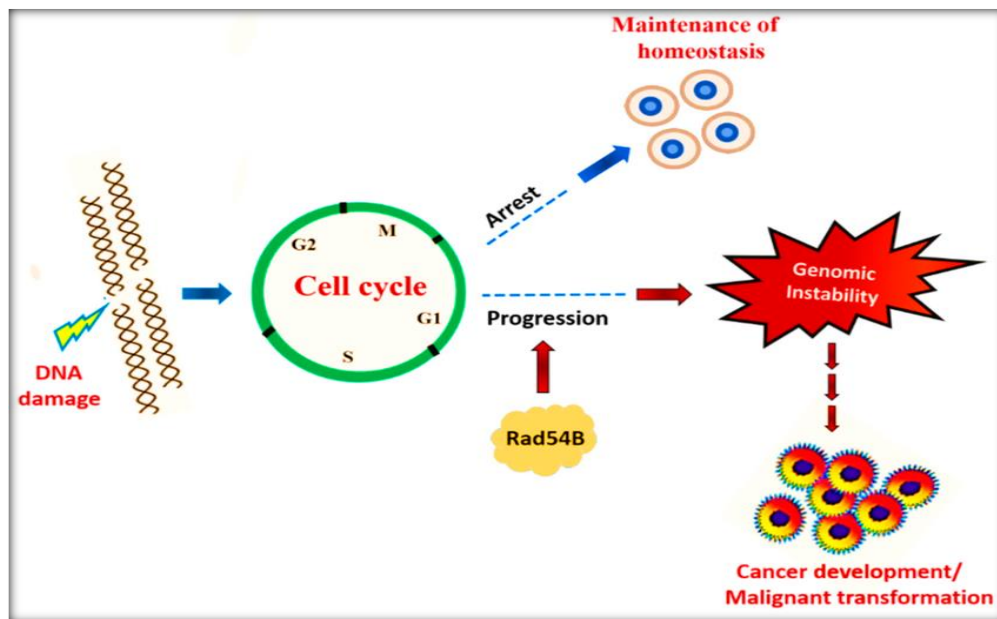 Maintenance of
homeostasis
Arrest
G2
M
Cell cycle
G1
S
Progression
Genomic
Instability
DNA
damage
Rad54B
Cancer development/
Malignant transformation